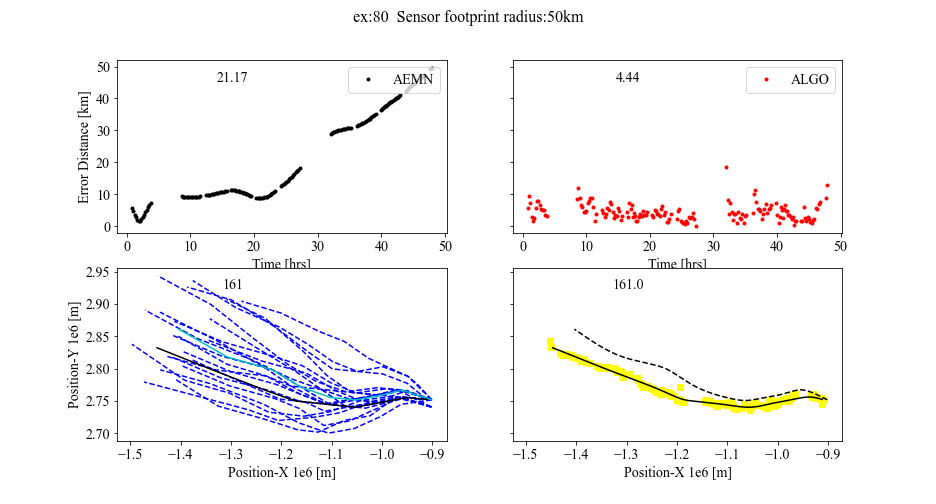 ex:80 Sensor footprint radius:50km
21.17
AEMN
Error Distance [km]
50
40
30
20
10
0
0 10 20 30 40 50
Time [hrs]
4.44
ALGO
0 10 20 30 40 50
Time [hrs]
161
Position-Y 1e6 [m]
2.95
2.90
2.85
2.80
2.75
2.70
−1.5 −1.4 −1.3 −1.2 −1.1 −1.0 −0.9
Position-X 1e6 [m]
161.0
−1.5 −1.4 −1.3 −1.2 −1.1 −1.0 −0.9
Position-X 1e6 [m]